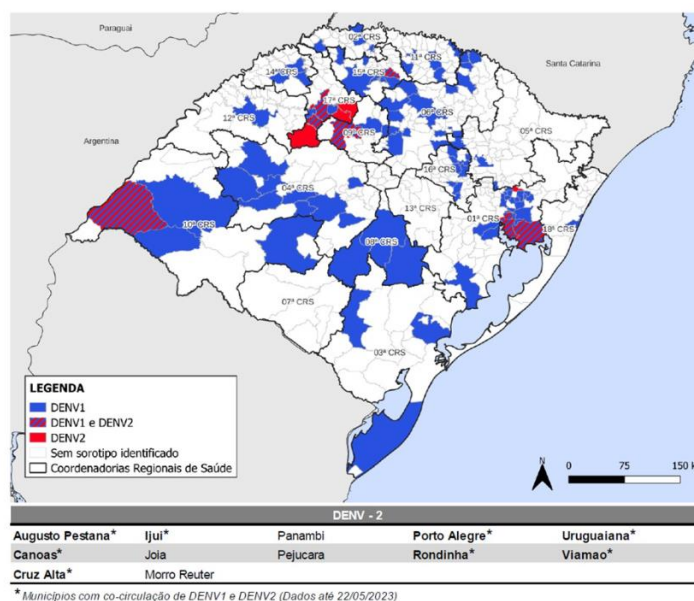 Paraguai
02ª CRS
11ª CRS
15ª CRS
Santa Catarina
14ª CRS
17ª CRS
Argentina
12ª CRS
09ª CRS
06ª CRS
05ª CRS
16ª CRS
04ª CRS
13ª CRS
01ª CRS
18ª CRS
10ª CRS
08ª CRS
07ª CRS
03ª CRS
LEGENDA
DENV1
DENV1 e DENV2
DENV2
Sem sorotipo identificado
Coordenadorias Regionais de Saúde
N
0 75 150 k
DENV - 2
Augusto Pestana* Ijui* Panambi Porto Alegre* Uruguaiana*
Canoas* Joia Pejucara Rondinha* Viamao*
Cruz Alta* Morro Reuter
* Municípios com co-circulação de DENV1 e DENV2 (Dados até 22/05/2023)